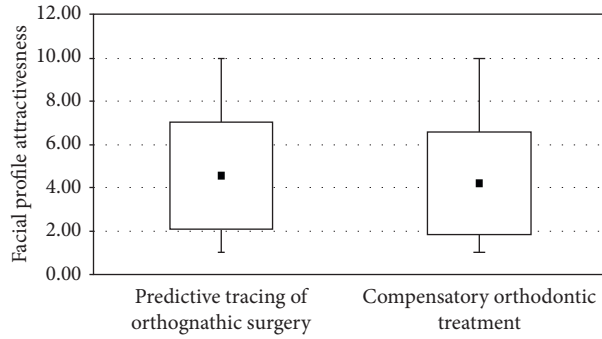 Facial profile attractivesness
12.00
10.00
8.00
6.00
4.00
2.00
0.00
Predictive tracing of
orthognathic surgery
Compensatory orthodontic
treatment